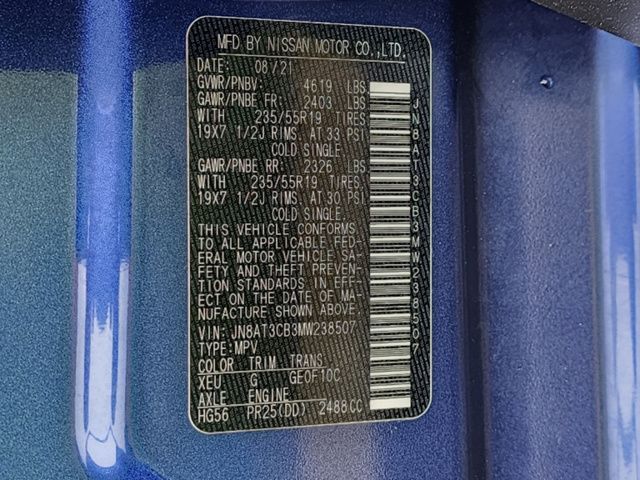 MFD BY NISSAN MOTOR CO.,LTD.
DATE: 08/21
GVWR/PNBV: 4619 LBS
GAWR/PNBE FR: 2403 LBS
WITH 235/55R19 TIRES
19X7 1/2J RIMS, AT 33 PSI
COLD SINGLE.
GAWR/PNBE RR: 2326 LBS
WITH 235/55R19 TIRES,
19X7 1/2J RIMS, AT 30 PSI
COLD SINGLE.
THIS VEHICLE CONFORMS
TO ALL APPLICABLE FED-
ERAL MOTOR VEHICLE SA-
FETY AND THEFT PREVEN-
TION STANDARDS IN EFF-
ECT ON THE DATE OF MA-
NUFACTURE SHOWN ABOVE.
VIN: JN8AT3CB3MW238507
TYPE:MPV
COLOR TRIM TRANS
XEU G GE0F10C
AXLE ENGINE
HG56 PR25(DD) 2488CC
JN8AT3CB3MW238507